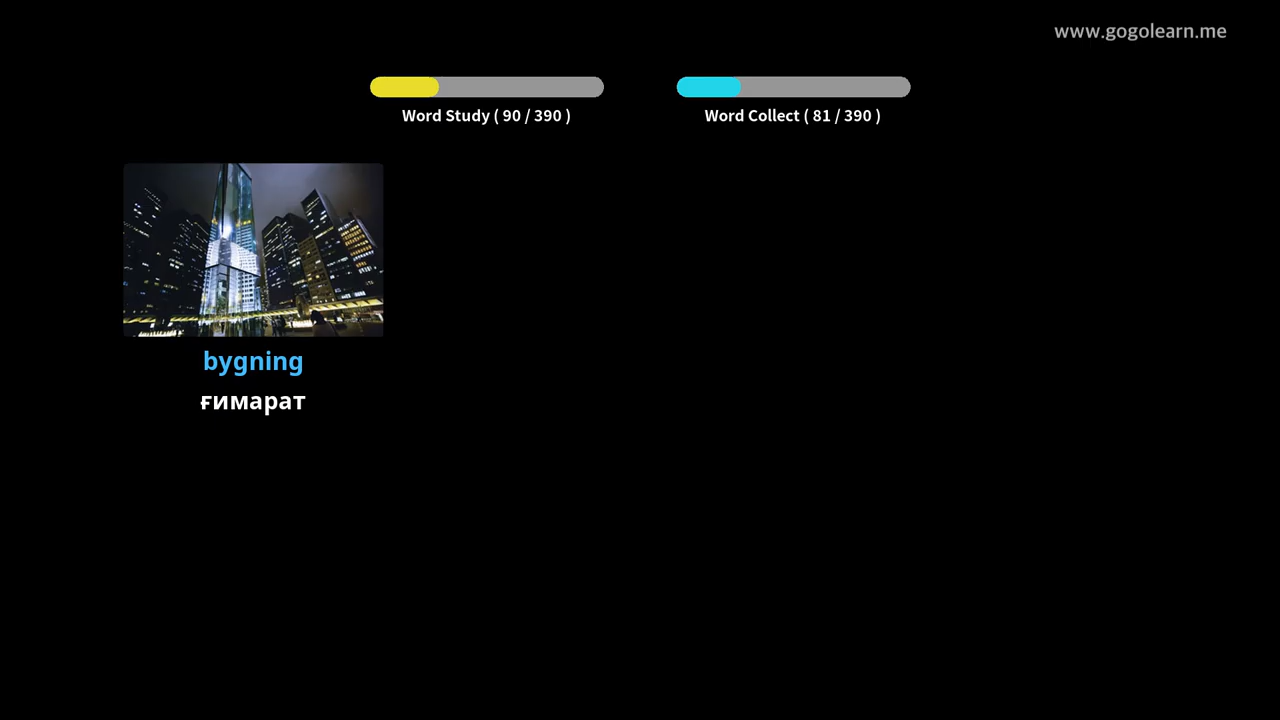 www.gogolearn.me
Word Study ( 90 / 390 )
Word Collect ( 81 / 390 )
bygning
ғимарат